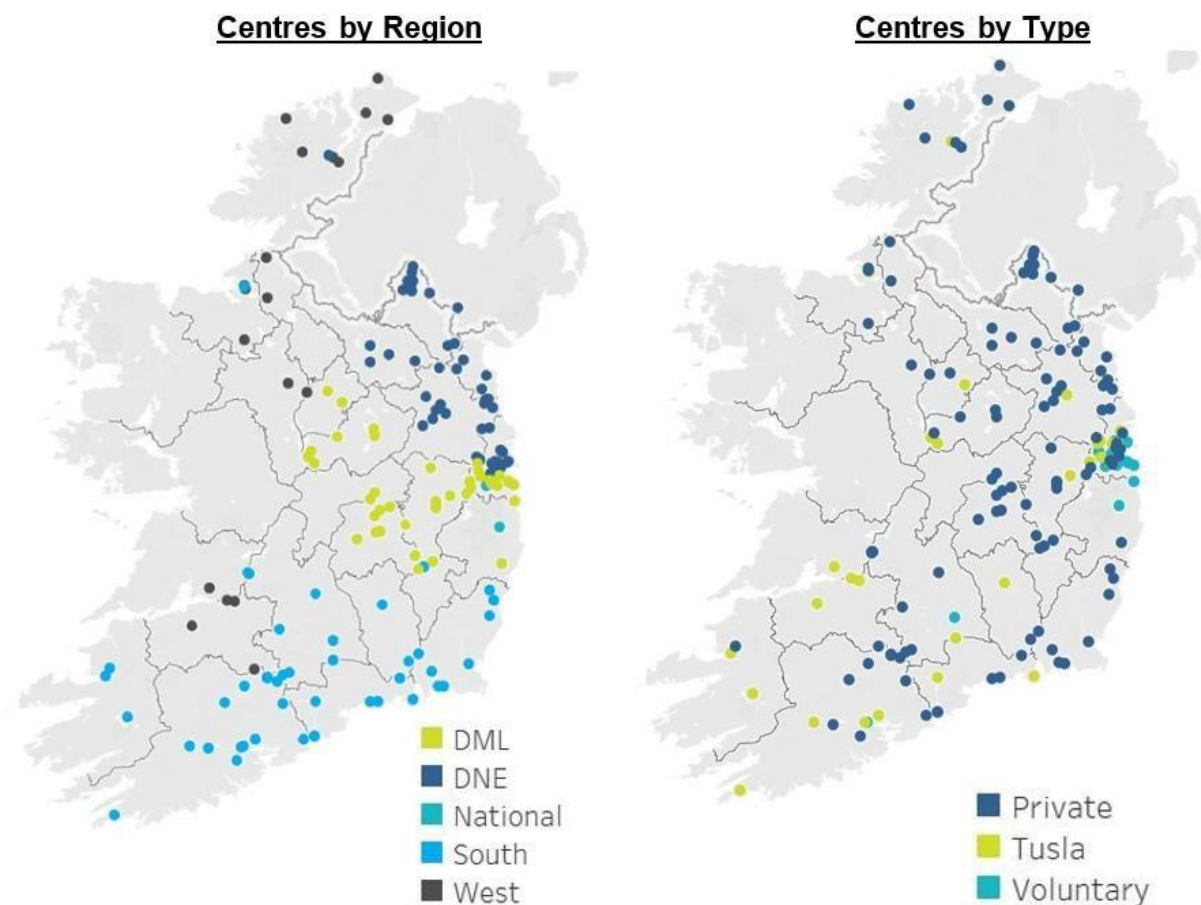 Centres by Region
Centres by Type
DML
DNE
National
South
West
Private
Tusla
Voluntary